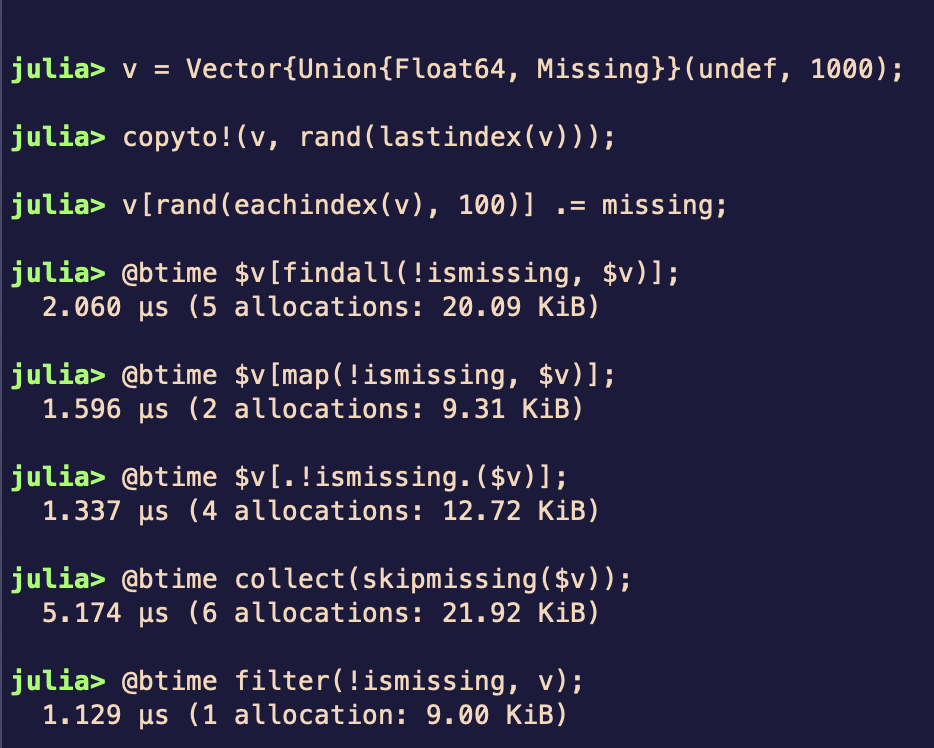 julia> v = Vector{Union{Float64, Missing}}(undef, 1000);
julia> copyto!(v, rand(lastindex(v)));
julia> v[rand(eachindex(v), 100)] .= missing;
julia> @btime $v[findall(!ismissing, $v)];
  2.060 μs (5 allocations: 20.09 KiB)
julia> @btime $v[map(!ismissing, $v)];
  1.596 μs (2 allocations: 9.31 KiB)
julia> @btime $v[.!ismissing.($v)];
  1.337 μs (4 allocations: 12.72 KiB)
julia> @btime collect(skipmissing($v));
  5.174 μs (6 allocations: 21.92 KiB)
julia> @btime filter(!ismissing, v);
  1.129 μs (1 allocation: 9.00 KiB)